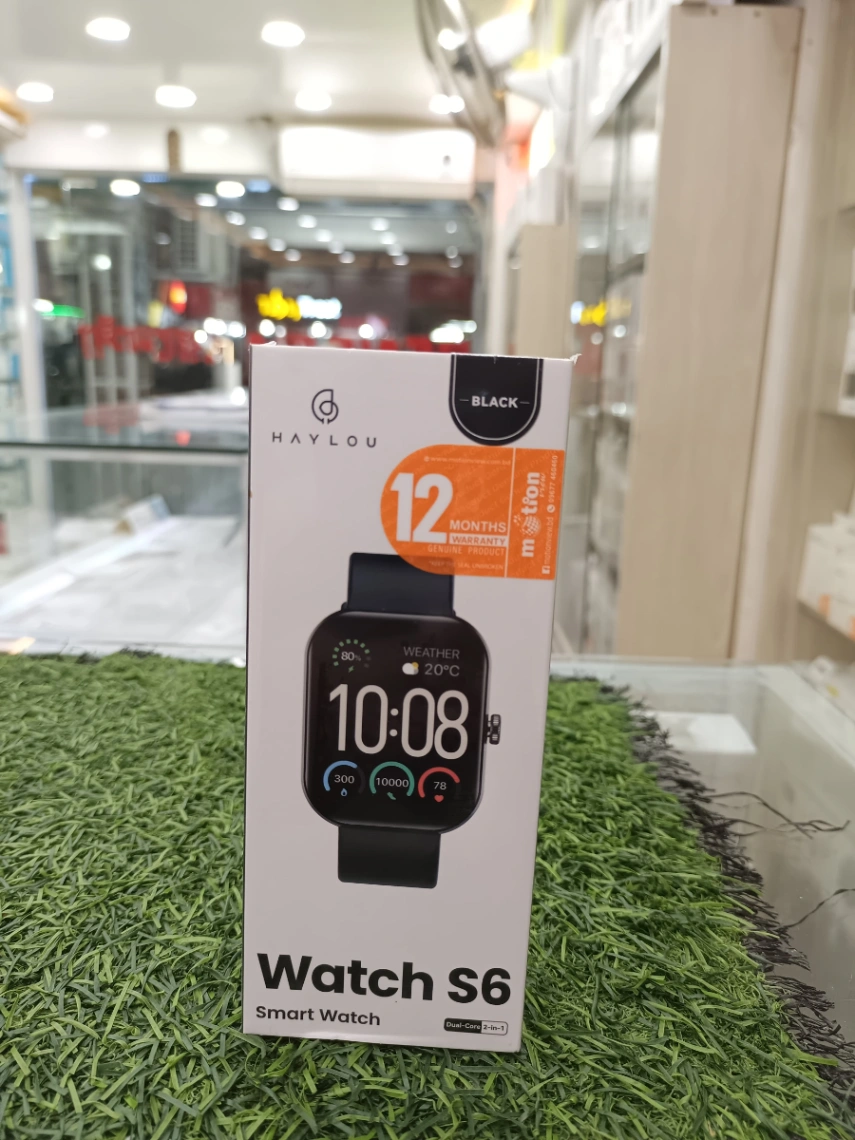 HAYLOU
BLACK
12
MONTHS
WARRANTY
GENUINE PRODUCT
motion
80%
WEATHER
20°C
10:08
300
10000
78
Watch S6
Smart Watch
Dual-Core 2-in-1